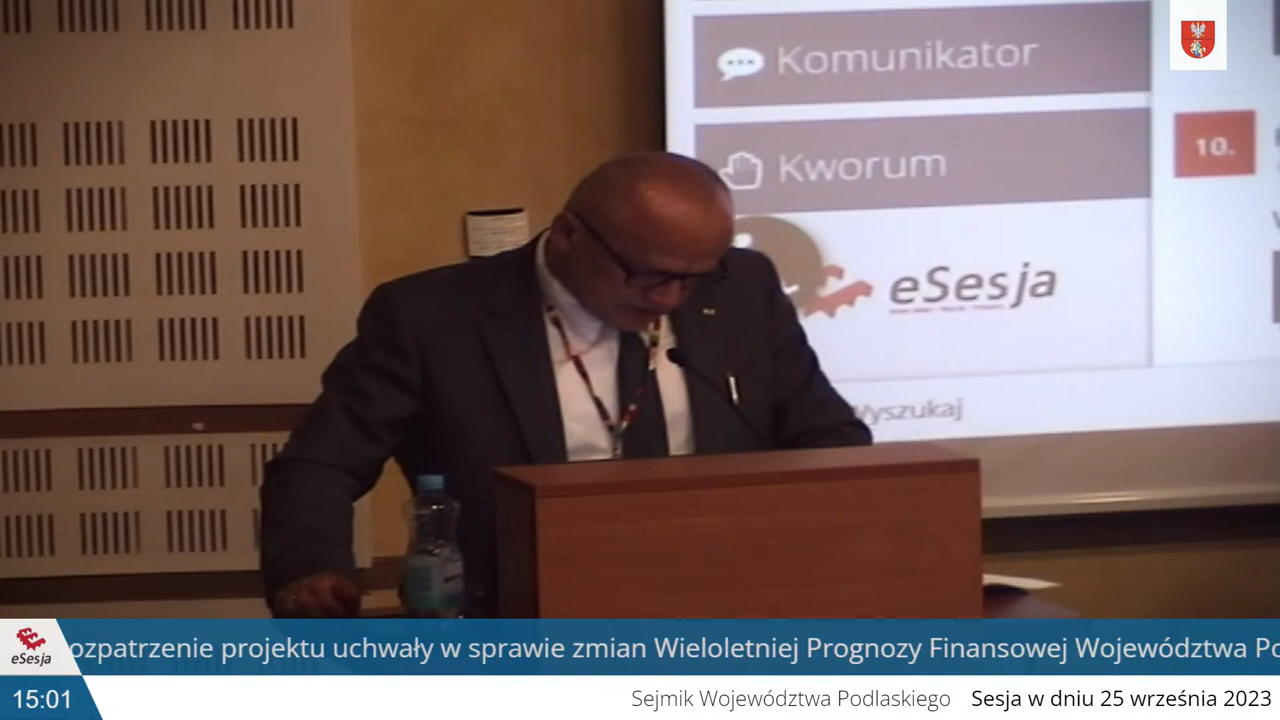 Komunikator
Kworum
10.
eSesja
Wyszukaj
eSesja
ozpatrzenie projektu uchwały w sprawie zmian Wieloletniej Prognozy Finansowej Województwa Po
15:01
Sejmik Województwa Podlaskiego Sesja w dniu 25 września 2023